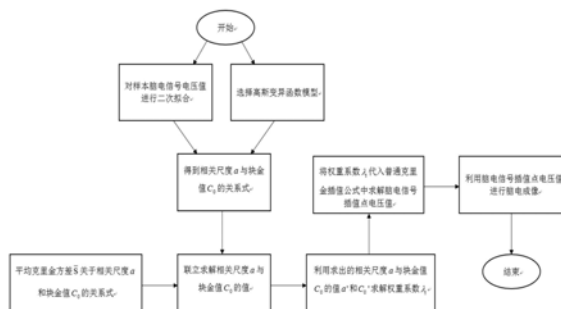 开始
对样本脑电信号电压值
进行二次拟合
选择高斯变异函数模型
得到相关尺度a与块金
值C₀的关系式
将权重系数λᵢ代入普通克里
金插值公式中求解脑电信号
插值点电压值
利用脑电信号插值点电压值
进行脑电成像
平均克里金方差s̄关于相关尺度a
和块金值C₀的关系式
联立求解相关尺度a与
块金值C₀的值
利用求出的相关尺度a与块金值
C₀的值a'和C₀'求解权重系数λᵢ
结束